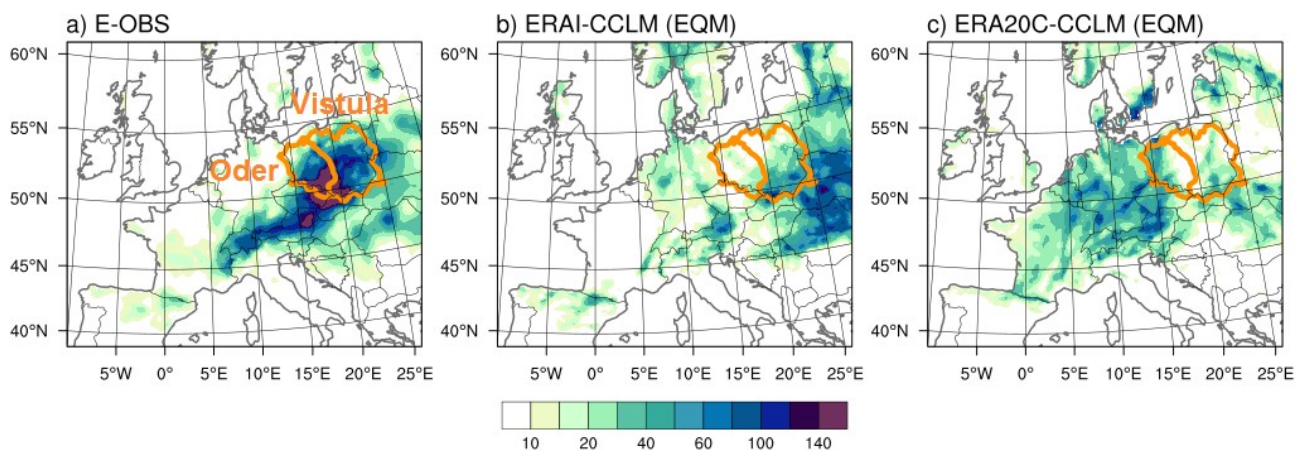 a) E-OBS
b) ERAI-CCLM (EQM)
c) ERA20C-CCLM (EQM)
60°N
55°N
50°N
45°N
40°N
Vistula
Oder
5°W 0° 5°E 10°E 15°E 20°E 25°E
60°N
55°N
50°N
45°N
40°N
5°W 0° 5°E 10°E 15°E 20°E 25°E
60°N
55°N
50°N
45°N
40°N
5°W 0° 5°E 10°E 15°E 20°E 25°E
10 20 40 60 100 140